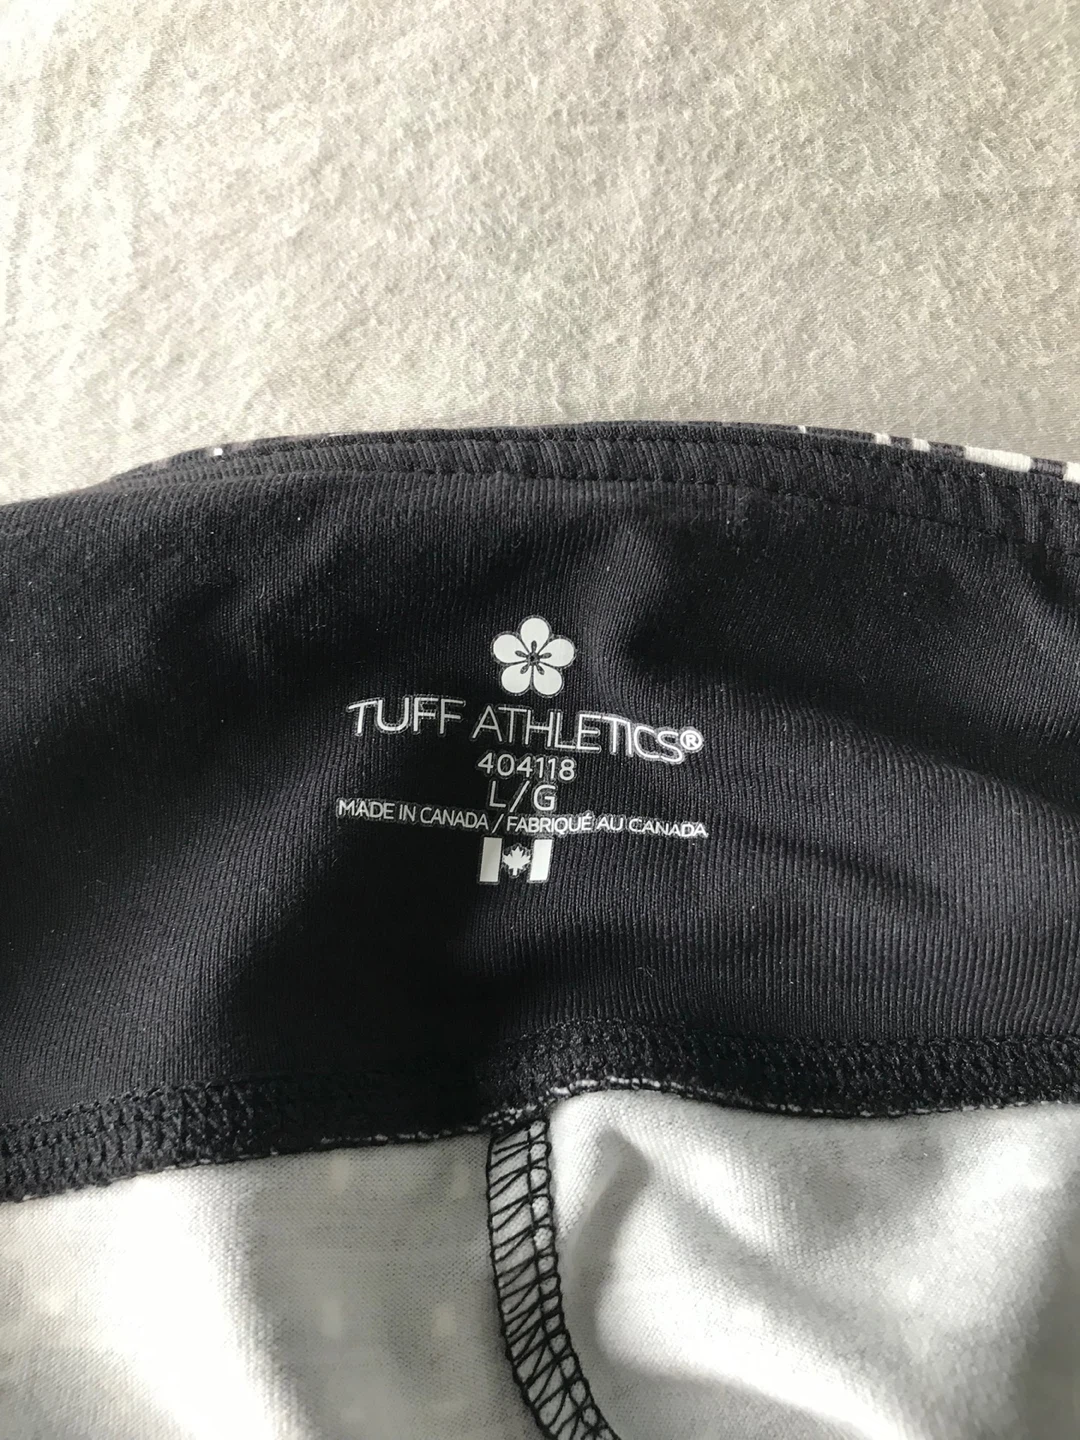 TUFF ATHLETICS®
404118
L/G
MADE IN CANADA / FABRIQUÉ AU CANADA